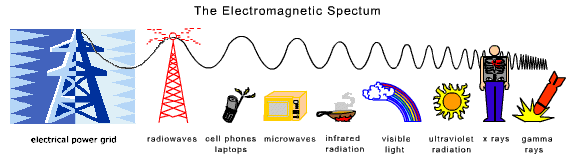 The Electromagnetic Spectum
electrical power grid
radiowaves
cell phones
laptops
microwaves
infrared
radiation
visible
light
ultraviolet
radiation
x rays
gamma
rays